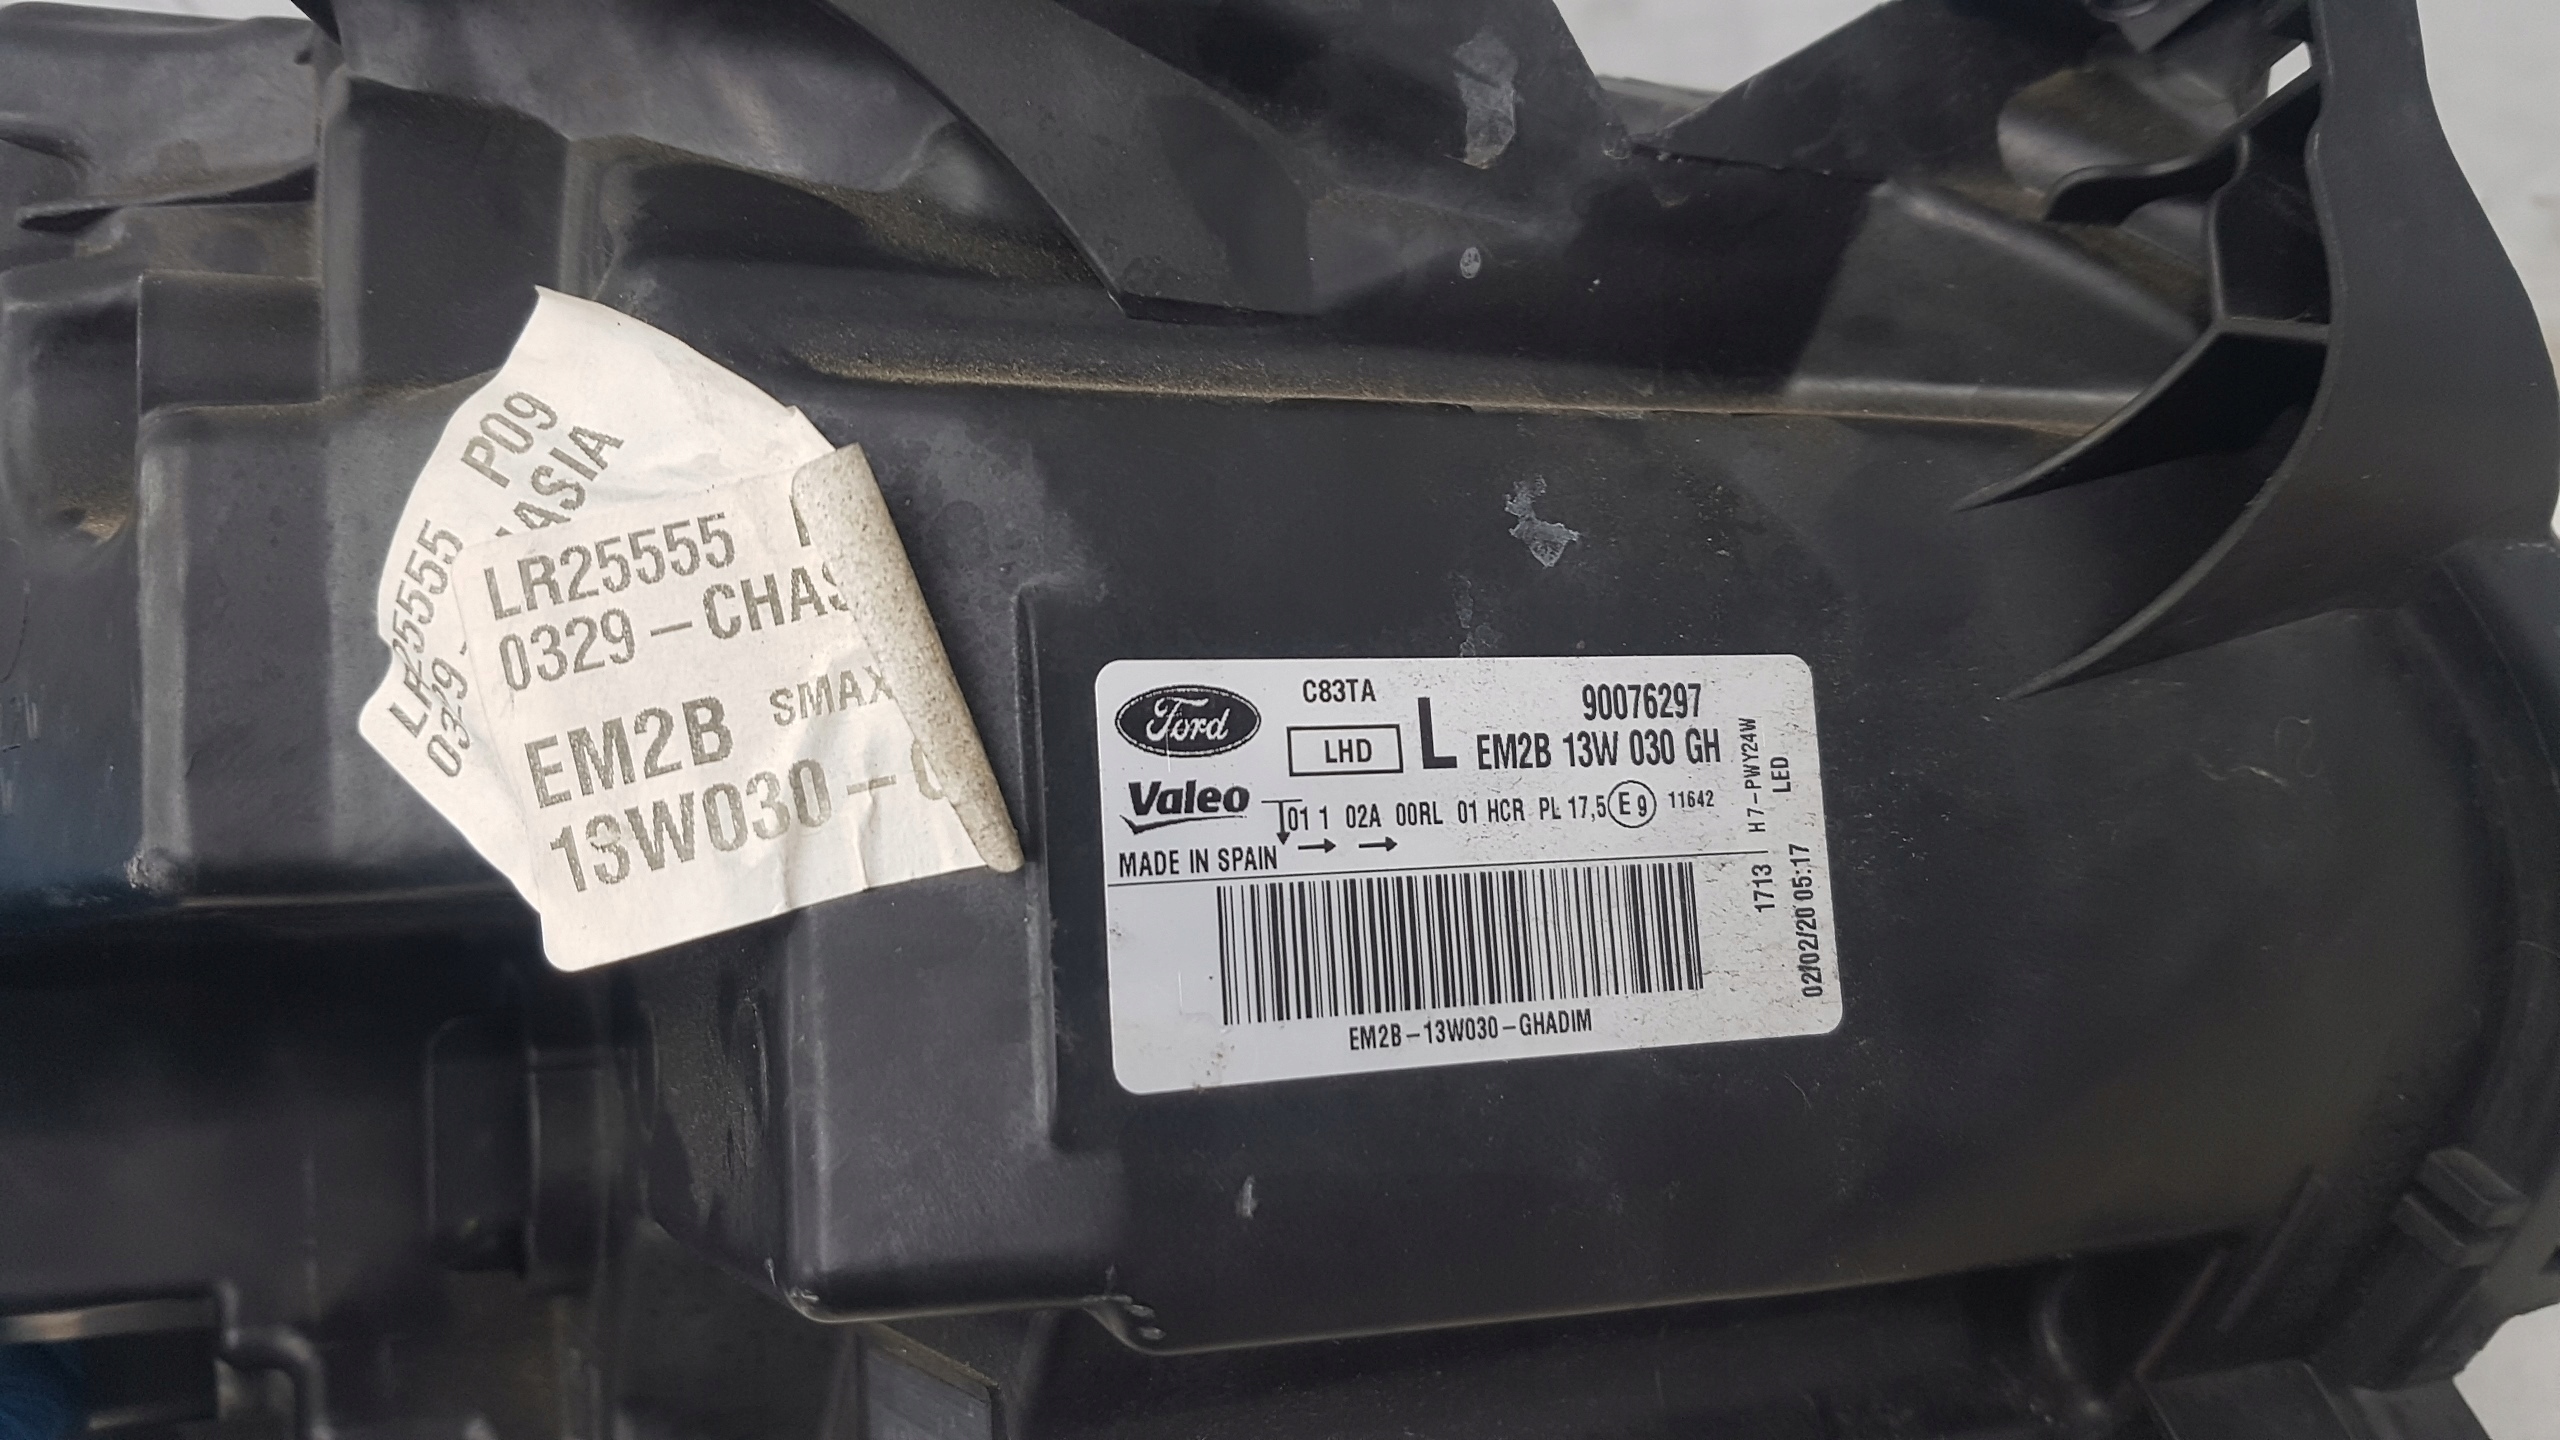 P09
ASIA
LR25555
0329-
LR25555
0329-CHAS
EM2B SMAX
13W030-
Ford
C83TA
LHD
L
90076297
EM2B 13W 030 GH
Valeo
01 1 02A 00RL 01 HCR PL 17,5 E9 11642
MADE IN SPAIN
H7-PWY24W
LED
1713
02/02/20 05:17
EM2B-13W030-GHADIM